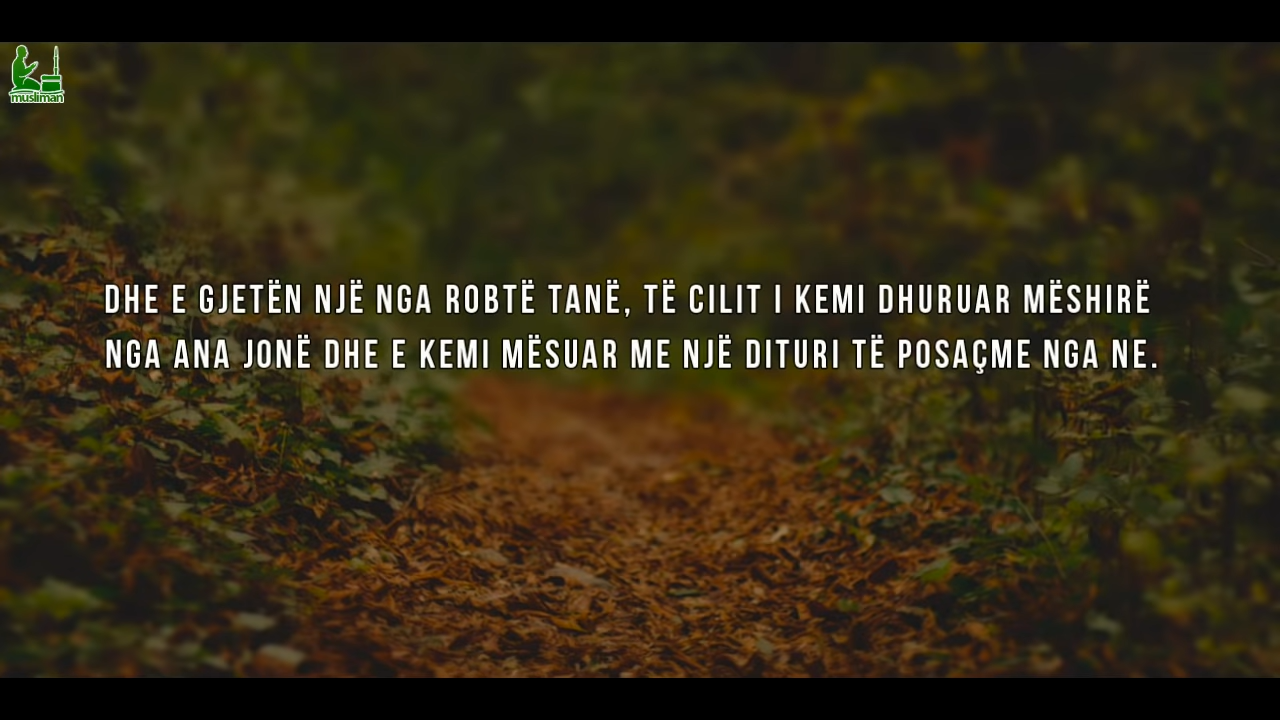 musliman
DHE E GJETËN NJË NGA ROBTË TANË, TË CILIT I KEMI DHURUAR MËSHIRË
NGA ANA JONË DHE E KEMI MËSUAR ME NJË DITURI TË POSAÇME NGA NE.